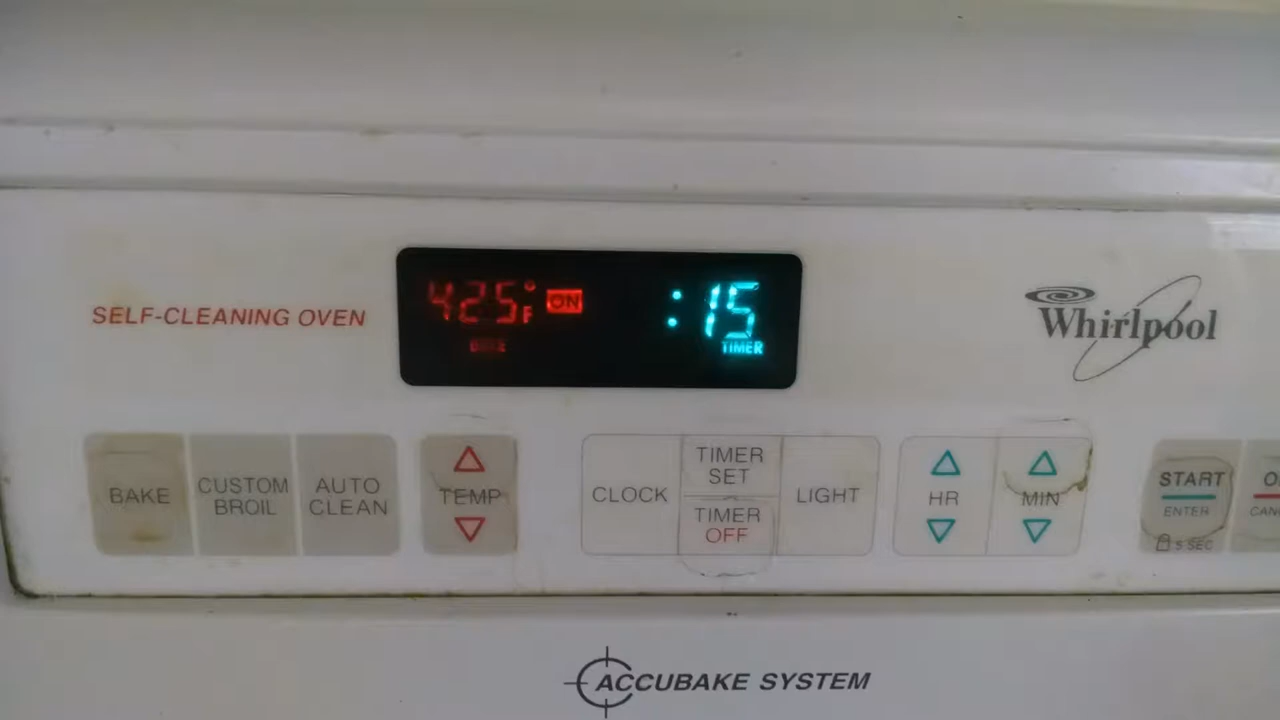 SELF-CLEANING OVEN
425°F ON
BAKE
:15
TIMER
Whirlpool
BAKE
CUSTOM
BROIL
AUTO
CLEAN
TEMP
CLOCK
TIMER
SET
TIMER
OFF
LIGHT
HR
MIN
START
ENTER
5 SEC
ACCUBAKE SYSTEM